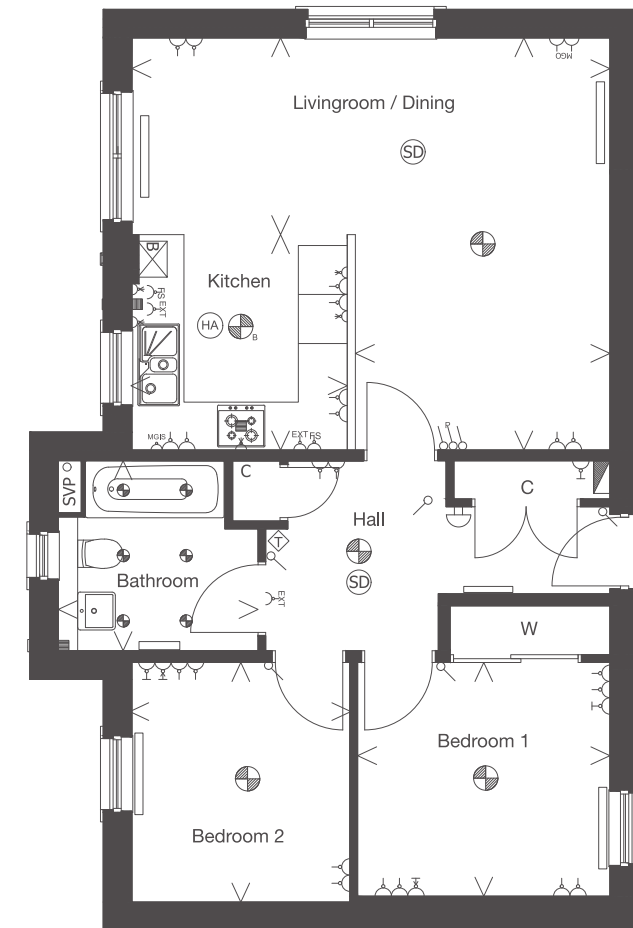 MGO
Livingroom / Dining
SD
B
Kitchen
FS EXT
HA
B
MGIS
EXT FS
P
SVP
C
C
Hall
T
SD
Bathroom
EXT
W
Bedroom 1
Bedroom 2